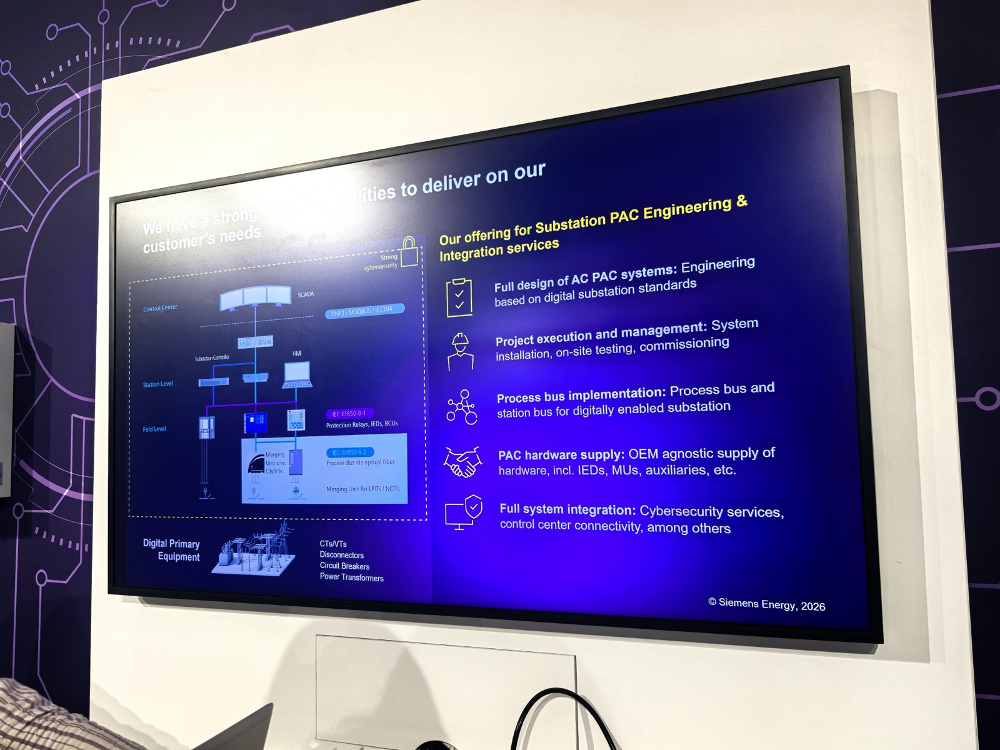 We have a strong
lities to deliver on our
customer's needs
Strong
cybersecurity
Control Center
SCADA
DNP3 / MODBUS / IEC104
Substation Controller
HMI
Station Level
Feld Level
IEC 61850-8-1
Protection Relays, IEDs, BCUs
Merging
Unit onv.
CTs/VTs
IEC 61850-9-2
Process Bus via optical fiber
Merging Unit for LPITs / NCITs
Digital Primary
Equipment
CTs/VTs
Disconnectors
Circuit Breakers
Power Transformers
Our offering for Substation PAC Engineering &
Integration services
Full design of AC PAC systems: Engineering
based on digital substation standards
Project execution and management: System
installation, on-site testing, commissioning
Process bus implementation: Process bus and
station bus for digitally enabled substation
PAC hardware supply: OEM agnostic supply of
hardware, incl. IEDs, MUs, auxiliaries, etc.
Full system integration: Cybersecurity services,
control center connectivity, among others
© Siemens Energy, 2026